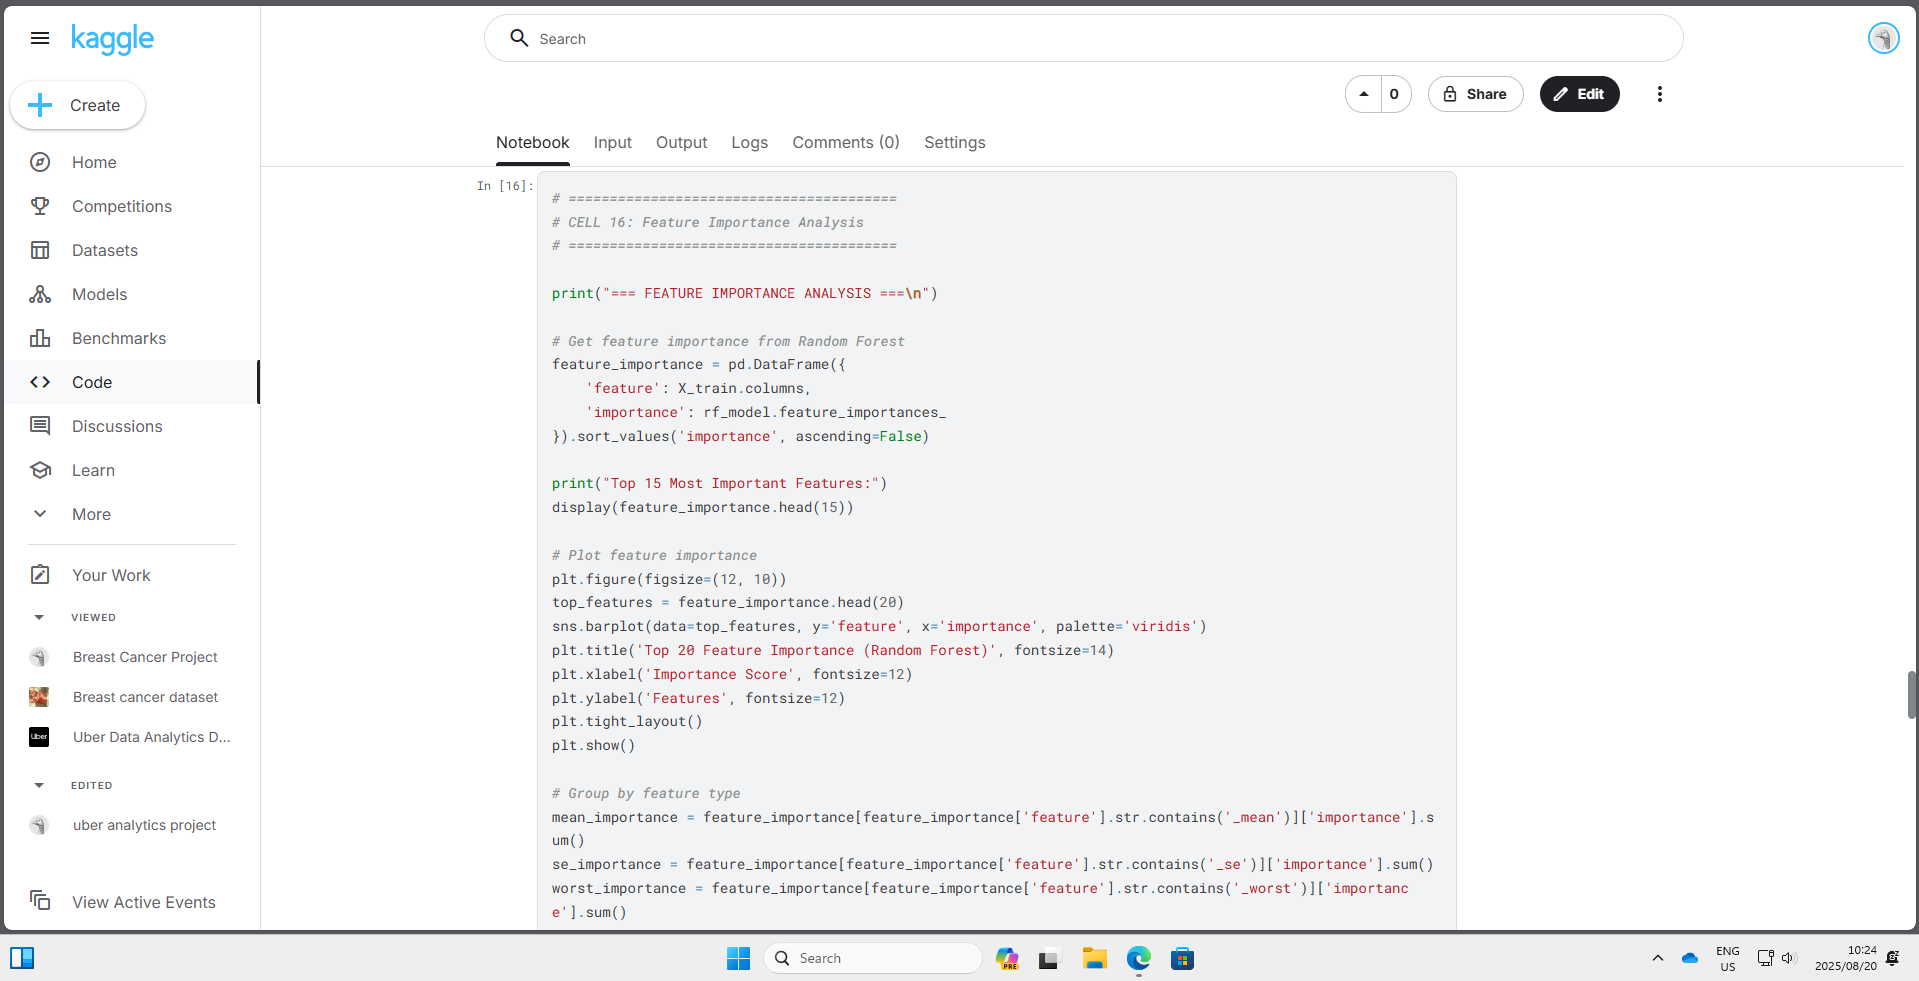 kaggle
Search
Create
0
Share
Edit
Notebook
Input
Output
Logs
Comments (0)
Settings
Home
Competitions
Datasets
Models
Benchmarks
Code
Discussions
Learn
More
Your Work
VIEWED
Breast Cancer Project
Breast cancer dataset
Uber
Uber Data Analytics D...
EDITED
uber analytics project
View Active Events
In [16]:
# =======================================
# CELL 16: Feature Importance Analysis
# =======================================
print("=== FEATURE IMPORTANCE ANALYSIS ===\n")
# Get feature importance from Random Forest
feature_importance = pd.DataFrame({
    'feature': X_train.columns,
    'importance': rf_model.feature_importances_
}).sort_values('importance', ascending=False)
print("Top 15 Most Important Features:")
display(feature_importance.head(15))
# Plot feature importance
plt.figure(figsize=(12, 10))
top_features = feature_importance.head(20)
sns.barplot(data=top_features, y='feature', x='importance', palette='viridis')
plt.title('Top 20 Feature Importance (Random Forest)', fontsize=14)
plt.xlabel('Importance Score', fontsize=12)
plt.ylabel('Features', fontsize=12)
plt.tight_layout()
plt.show()
# Group by feature type
mean_importance = feature_importance[feature_importance['feature'].str.contains('_mean')]['importance'].s
um()
se_importance = feature_importance[feature_importance['feature'].str.contains('_se')]['importance'].sum()
worst_importance = feature_importance[feature_importance['feature'].str.contains('_worst')]['importanc
e'].sum()
Search
PRE
ENG
US
10:24
2025/08/20